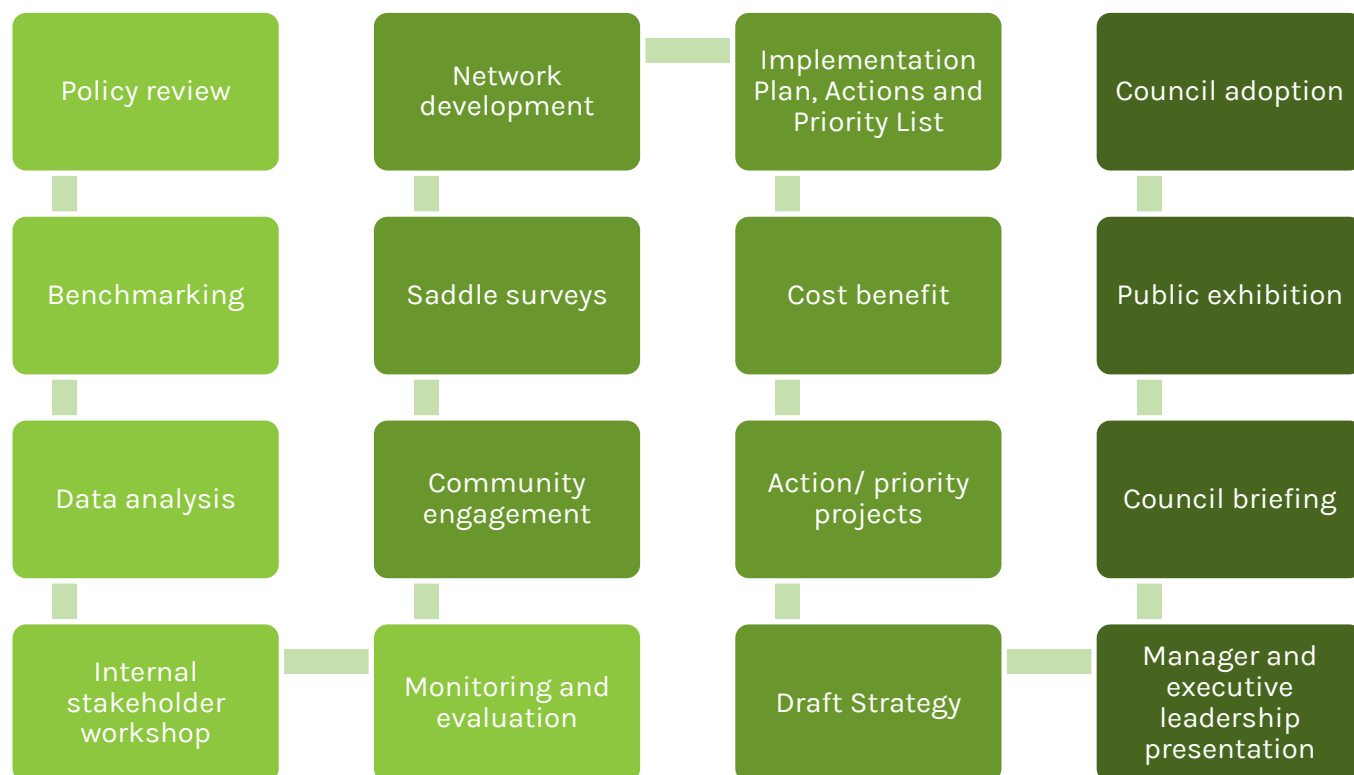 Policy review
Benchmarking
Data analysis
Internal
stakeholder
workshop
Monitoring and
evaluation
Community
engagement
Saddle surveys
Network
development
Implementation
Plan, Actions and
Priority List
Cost benefit
Action/ priority
projects
Draft Strategy
Manager and
executive
leadership
presentation
Council briefing
Public exhibition
Council adoption